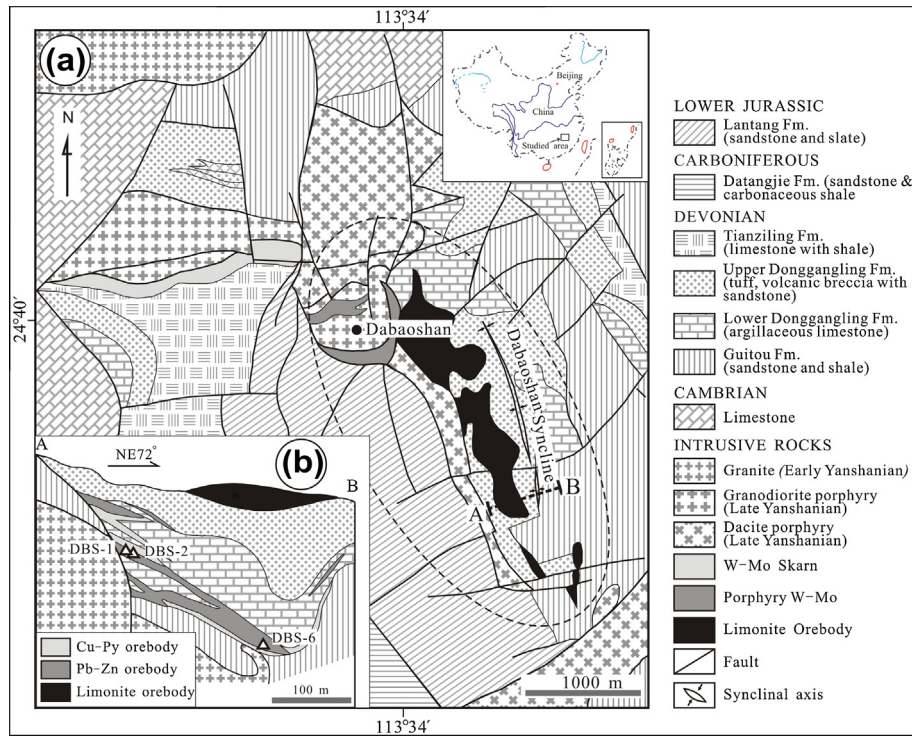 113°34′
(a)
N
Beijing
China
Studied area
24°40′
Dabaoshan
Dabaoshan Syncline
A
B
(b)
A
NE72°
B
DBS-1
DBS-2
DBS-6
Cu-Py orebody
Pb-Zn orebody
Limonite orebody
100 m
1000 m
113°34′
LOWER JURASSIC
Lantang Fm.
(sandstone and slate)
CARBONIFEROUS
Datangjie Fm. (sandstone &
carbonaceous shale
DEVONIAN
Tianziling Fm.
(limestone with shale)
Upper Donggangling Fm.
(tuff, volcanic breccia with
sandstone)
Lower Donggangling Fm.
(argillaceous limestone)
Guitou Fm.
(sandstone and shale)
CAMBRIAN
Limestone
INTRUSIVE ROCKS
Granite (Early Yanshanian)
Granodiorite porphyry
(Late Yanshanian)
Dacite porphyry
(Late Yanshanian)
W-Mo Skarn
Porphyry W-Mo
Limonite Orebody
Fault
Synclinal axis